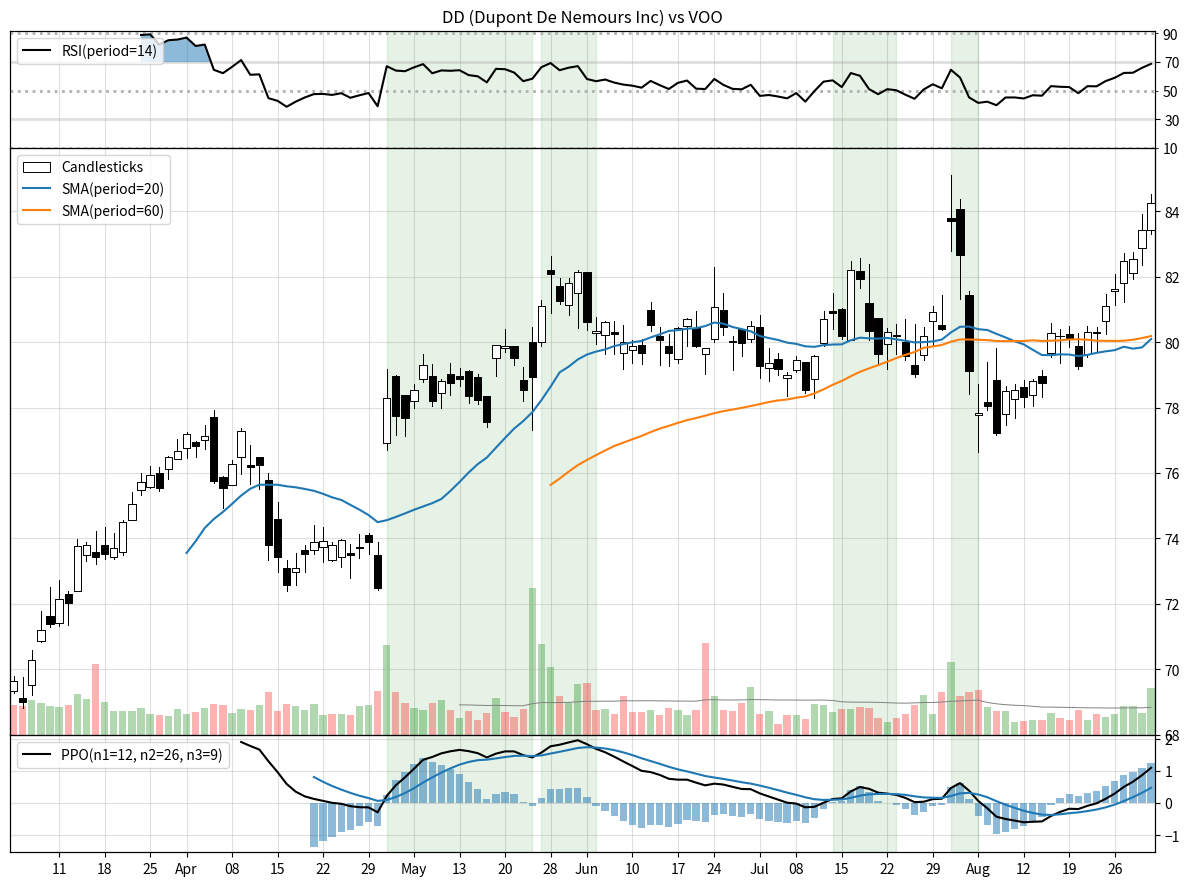 DD (Dupont De Nemours Inc) vs VOO
RSI(period=14)
90
70
50
30
10
Candlesticks
SMA(period=20)
SMA(period=60)
84
82
80
78
76
74
72
70
68
PPO(n1=12, n2=26, n3=9)
2
1
0
−1
11 18 25 Apr 08 15 22 29 May 13 20 28 Jun 10 17 24 Jul 08 15 22 29 Aug 12 19 26